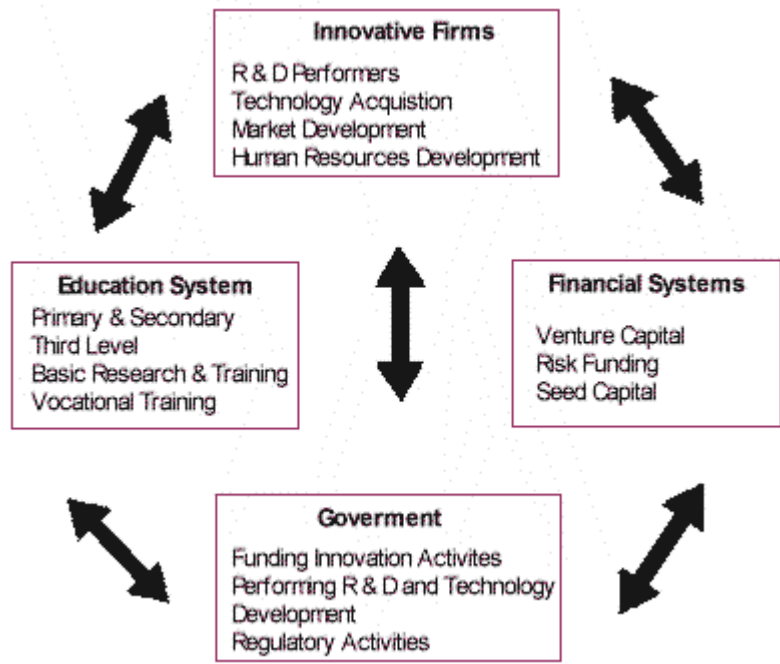 Innovative Firms
R & D Performers
Technology Acquistion
Market Development
Human Resources Development
Education System
Primary & Secondary
Third Level
Basic Research & Training
Vocational Training
Financial Systems
Venture Capital
Risk Funding
Seed Capital
Goverment
Funding Innovation Activites
Performing R & D and Technology
Development
Regulatory Activities